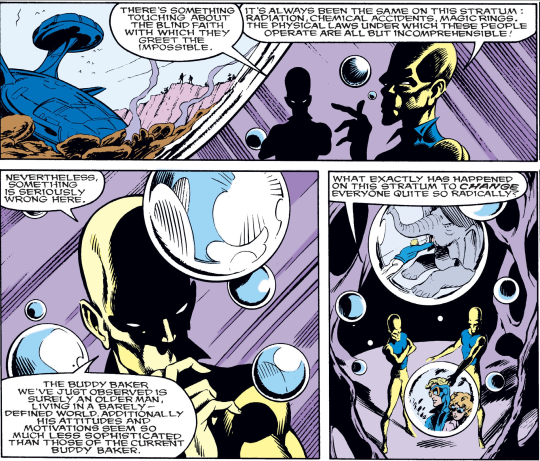 THERE'S SOMETHING
TOUCHING ABOUT
THE BLIND FAITH
WITH WHICH THEY
GREET THE
IMPOSSIBLE.
IT'S ALWAYS BEEN THE SAME ON THIS STRATUM:
RADIATION, CHEMICAL ACCIDENTS, MAGIC RINGS.
THE PHYSICAL LAWS UNDER WHICH THESE PEOPLE
OPERATE ARE ALL BUT INCOMPREHENSIBLE!
NEVERTHELESS,
SOMETHING
IS SERIOUSLY
WRONG HERE.
THE BUDDY BAKER
WE'VE JUST OBSERVED IS
SURELY AN OLDER MAN,
LIVING IN A BARELY-
DEFINED WORLD. ADDITIONALLY
HIS ATTITUDES AND
MOTIVATIONS SEEM SO
MUCH LESS SOPHISTICATED
THAN THOSE OF THE CURRENT
BUDDY BAKER.
WHAT EXACTLY HAS HAPPENED
ON THIS STRATUM TO CHANGE
EVERYONE QUITE SO RADICALLY?